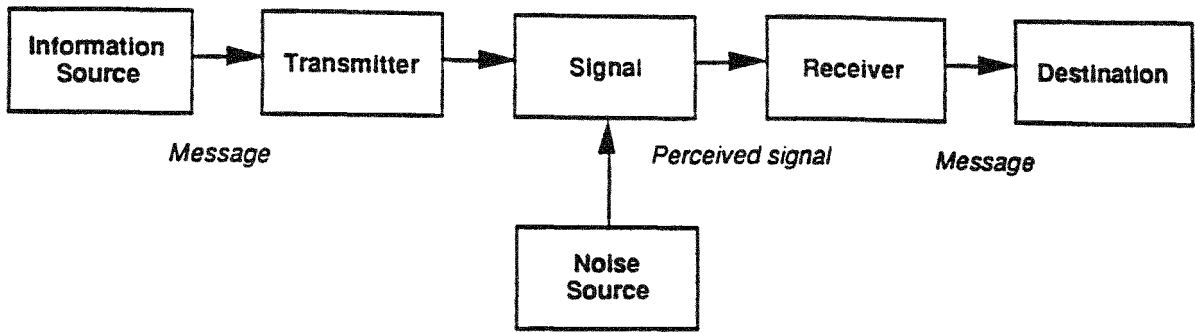 Information
Source
Transmitter
Signal
Receiver
Destination
Message
Perceived signal
Message
Noise
Source